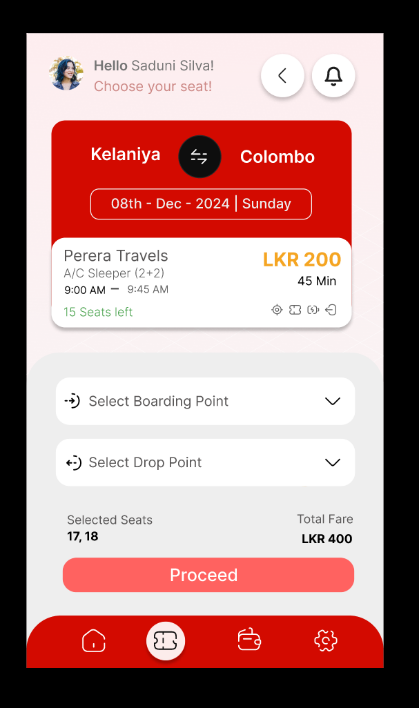 Hello Saduni Silva!
Choose your seat!
Kelaniya
Colombo
08th - Dec - 2024 | Sunday
Perera Travels
LKR 200
A/C Sleeper (2+2)
45 Min
9:00 AM – 9:45 AM
15 Seats left
Select Boarding Point
Select Drop Point
Selected Seats
Total Fare
17, 18
LKR 400
Proceed